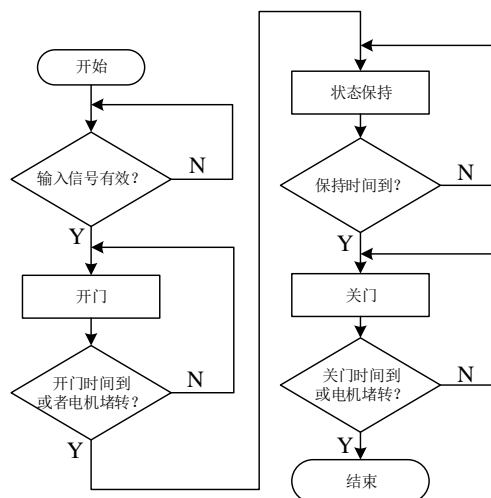 开始
输入信号有效?
N
Y
开门
开门时间到
或者电机堵转?
N
Y
状态保持
保持时间到?
N
Y
关门
关门时间到
或电机堵转?
N
Y
结束